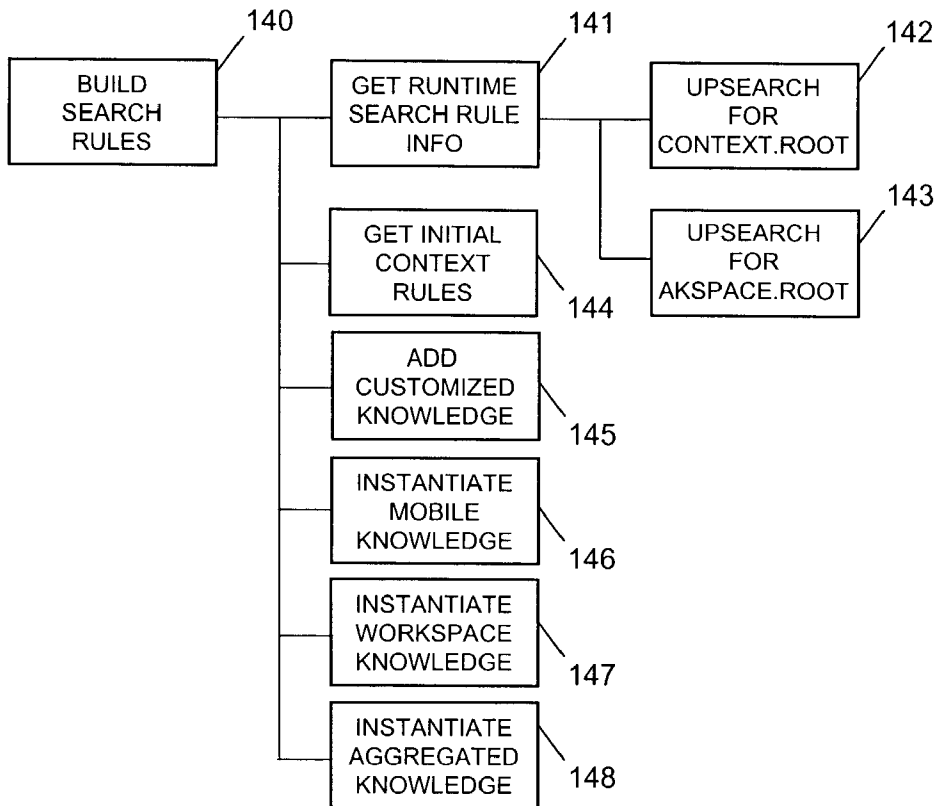 140
BUILD
SEARCH
RULES
141
GET RUNTIME
SEARCH RULE
INFO
142
UPSEARCH
FOR
CONTEXT.ROOT
143
UPSEARCH
FOR
AKSPACE.ROOT
GET INITIAL
CONTEXT
RULES
144
ADD
CUSTOMIZED
KNOWLEDGE
145
INSTANTIATE
MOBILE
KNOWLEDGE
146
INSTANTIATE
WORKSPACE
KNOWLEDGE
147
INSTANTIATE
AGGREGATED
KNOWLEDGE
148